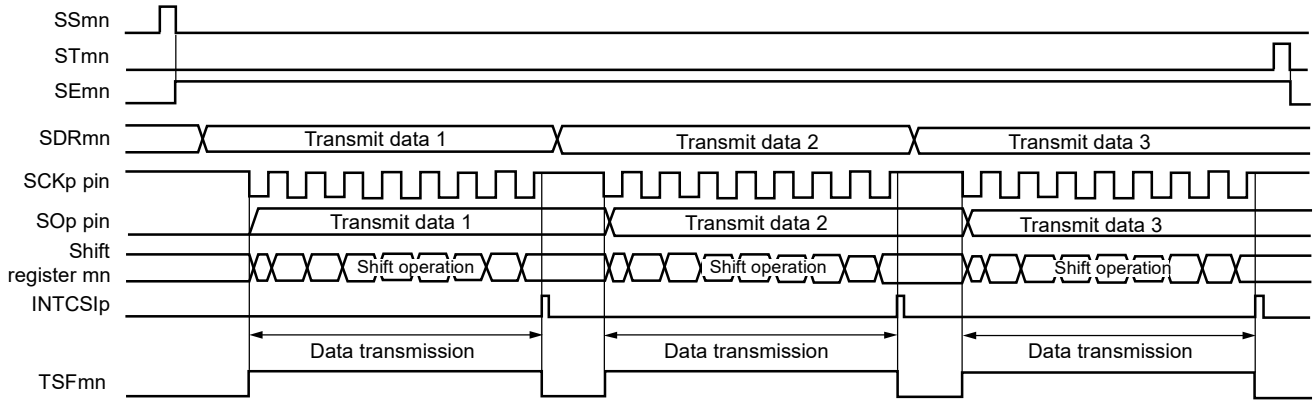 SSmn
STmn
SEmn
SDRmn Transmit data 1 Transmit data 2 Transmit data 3
SCKp pin
SOp pin Transmit data 1 Transmit data 2 Transmit data 3
Shift
register mn Shift operation Shift operation Shift operation
INTCSIp
Data transmission Data transmission Data transmission
TSFmn